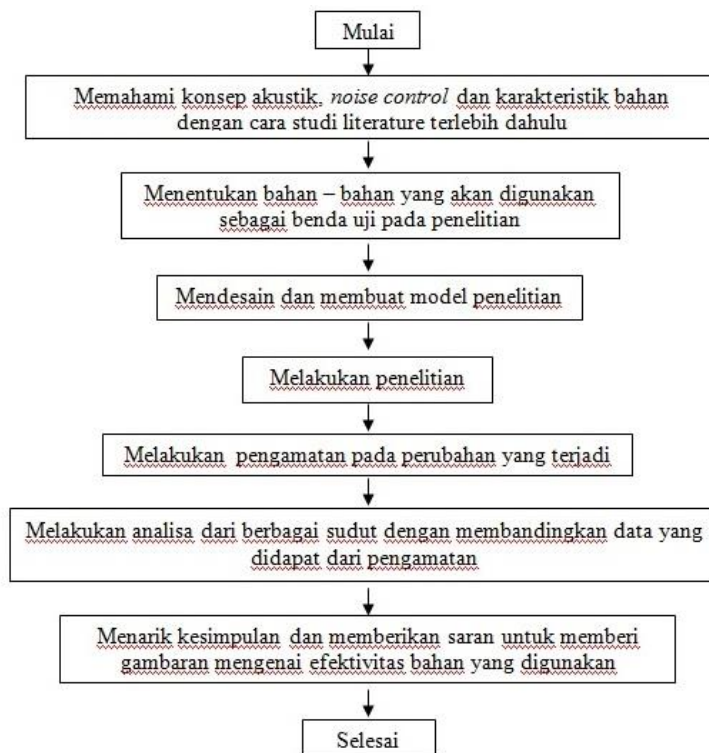 Mulai
Memahami konsep akustik, noise control dan karakteristik bahan
dengan cara studi literature terlebih dahulu
Menentukan bahan – bahan yang akan digunakan
sebagai benda uji pada penelitian
Mendesain dan membuat model penelitian
Melakukan penelitian
Melakukan pengamatan pada perubahan yang terjadi
Melakukan analisa dari berbagai sudut dengan membandingkan data yang
didapat dari pengamatan
Menarik kesimpulan dan memberikan saran untuk memberi
gambaran mengenai efektivitas bahan yang digunakan
Selesai